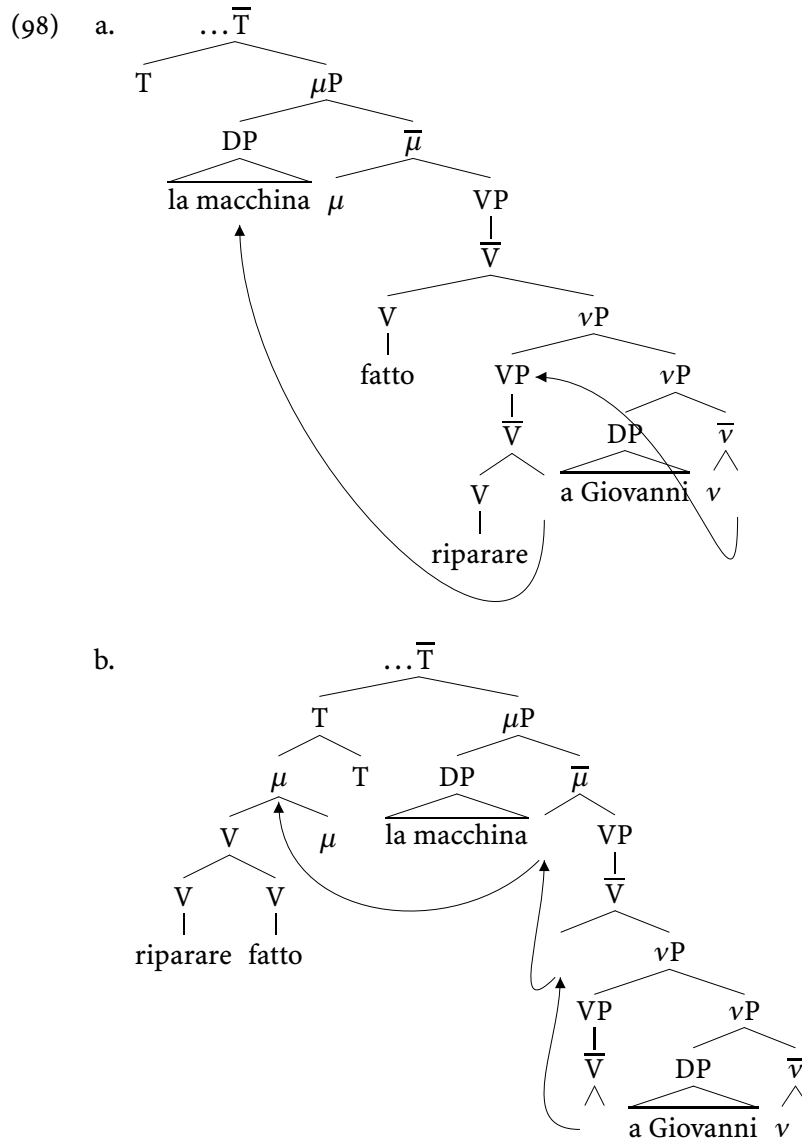 (98) a. …T̅
T μP
DP μ̅
la macchina μ VP
V̅
V νP
fatto VP νP
V̅ DP ν̅
V a Giovanni ν
riparare
b. …T̅
T μP
μ T DP μ̅
V μ la macchina VP
V V V̅
riparare fatto νP
VP νP
V̅ DP ν̅
a Giovanni ν